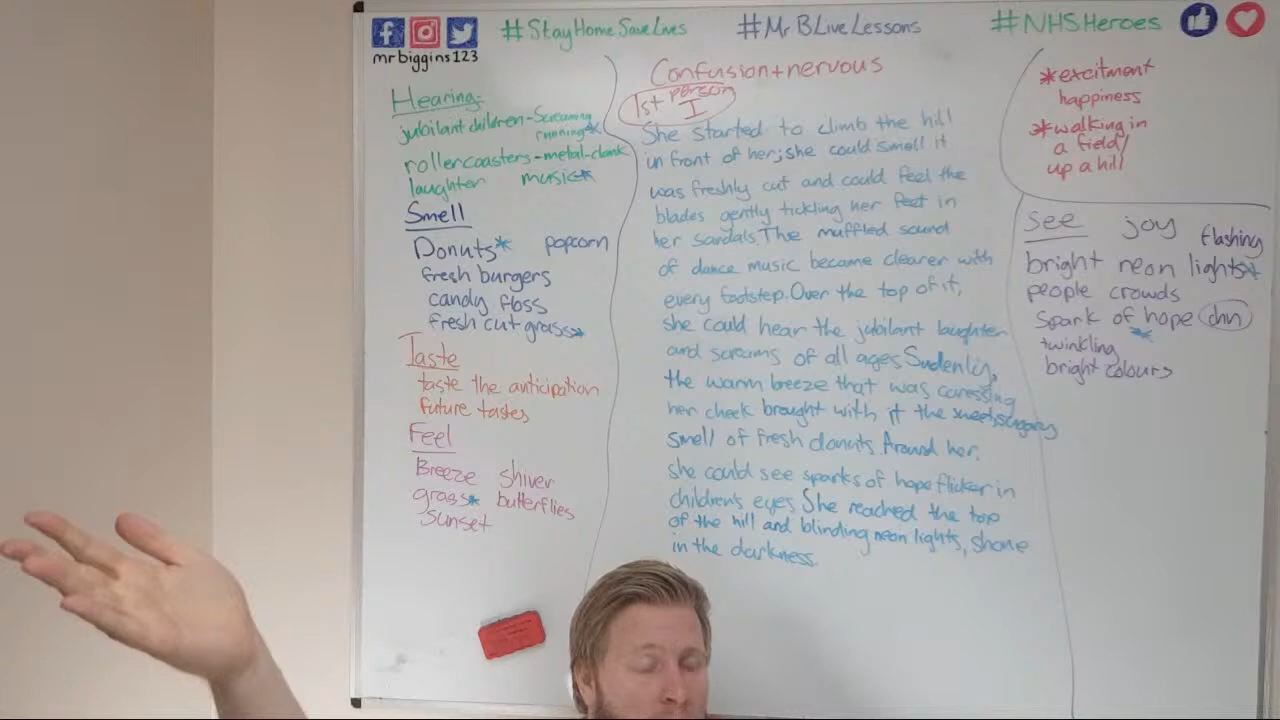 #StayHomeSaveLives
#MrBLiveLessons
#NHSHeroes
mrbiggins123
Hearing:
jubilant children-screaming
running*
rollercoasters-metal-clank
laughter music*
Smell
Donuts* popcorn
fresh burgers
candy floss
fresh cut grass*
Taste
taste the anticipation
future tastes
Feel
Breeze shiver
grass* butterflies
sunset
Confusion+nervous
1st person
I
She started to climb the hill
in front of her; she could smell it
was freshly cut and could feel the
blades gently tickling her feet in
her sandals. The muffled sound
of dance music became clearer with
every footstep. Over the top of it,
she could hear the jubilant laughter
and screams of all ages. Sudenly,
the warm breeze that was caressing
her cheek brought with it the sweet, sugary
smell of fresh donuts. Around her,
she could see sparks of hope flicker in
children's eyes. She reached the top
of the hill and blinding neon lights, shone
in the darkness.
*excitment
happiness
*walking in
a field/
up a hill
see joy flashing
bright neon lights*
people crowds
Spark of hope chn
*
twinkling
bright colours